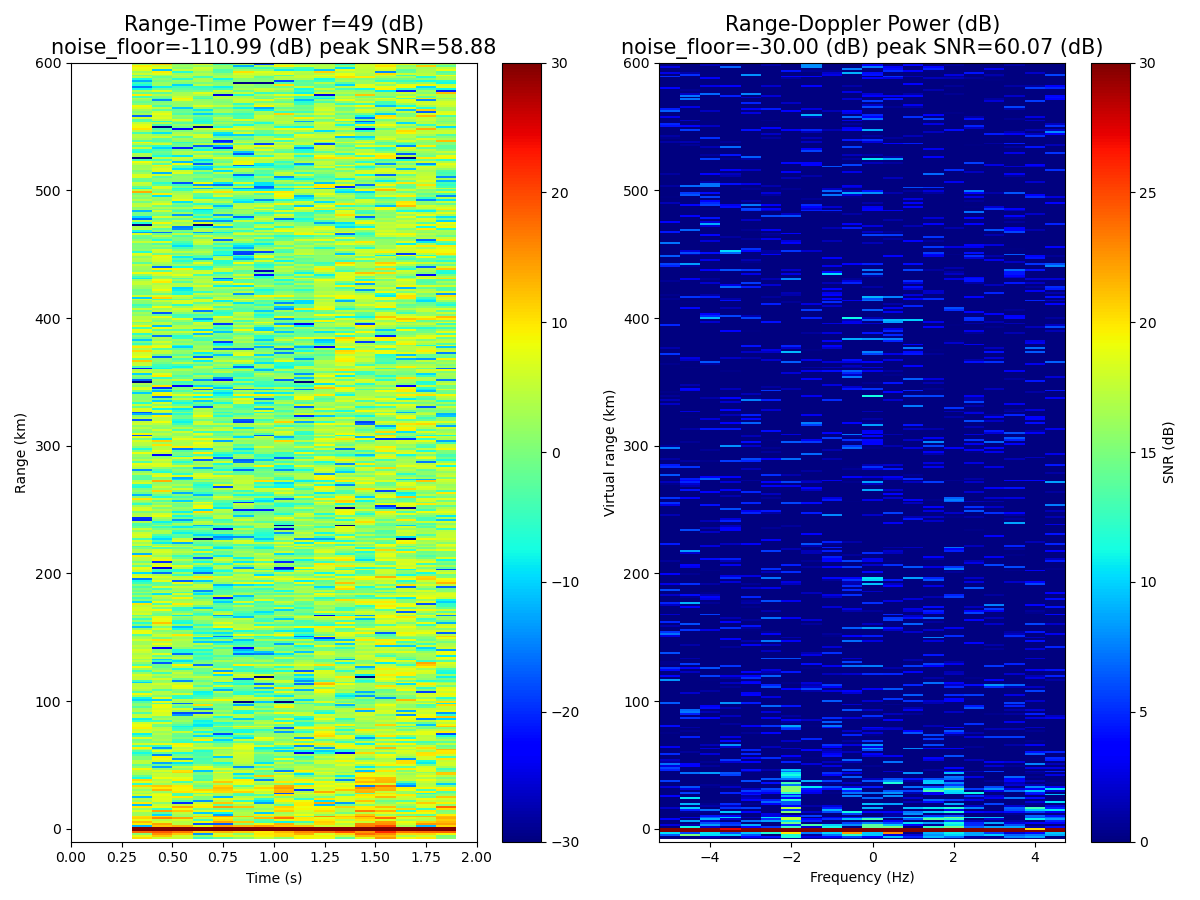 Range-Time Power f=49 (dB)
noise_floor=-110.99 (dB) peak SNR=58.88
Range-Doppler Power (dB)
noise_floor=-30.00 (dB) peak SNR=60.07 (dB)
600
500
400
300
200
100
0
Range (km)
0.00 0.25 0.50 0.75 1.00 1.25 1.50 1.75 2.00
Time (s)
30
20
10
0
−10
−20
−30
600
500
400
300
200
100
0
Virtual range (km)
−4 −2 0 2 4
Frequency (Hz)
30
25
20
15
10
5
0
SNR (dB)